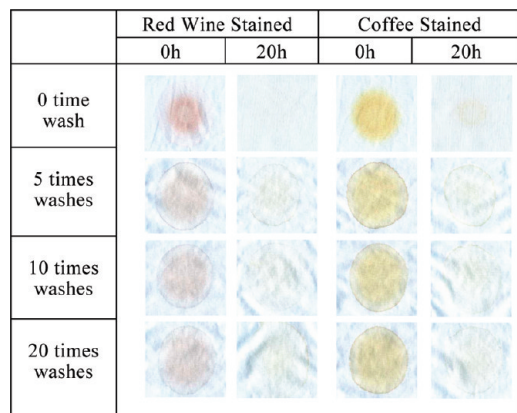 Red Wine Stained Coffee Stained
0h 20h 0h 20h
0 time
wash
5 times
washes
10 times
washes
20 times
washes